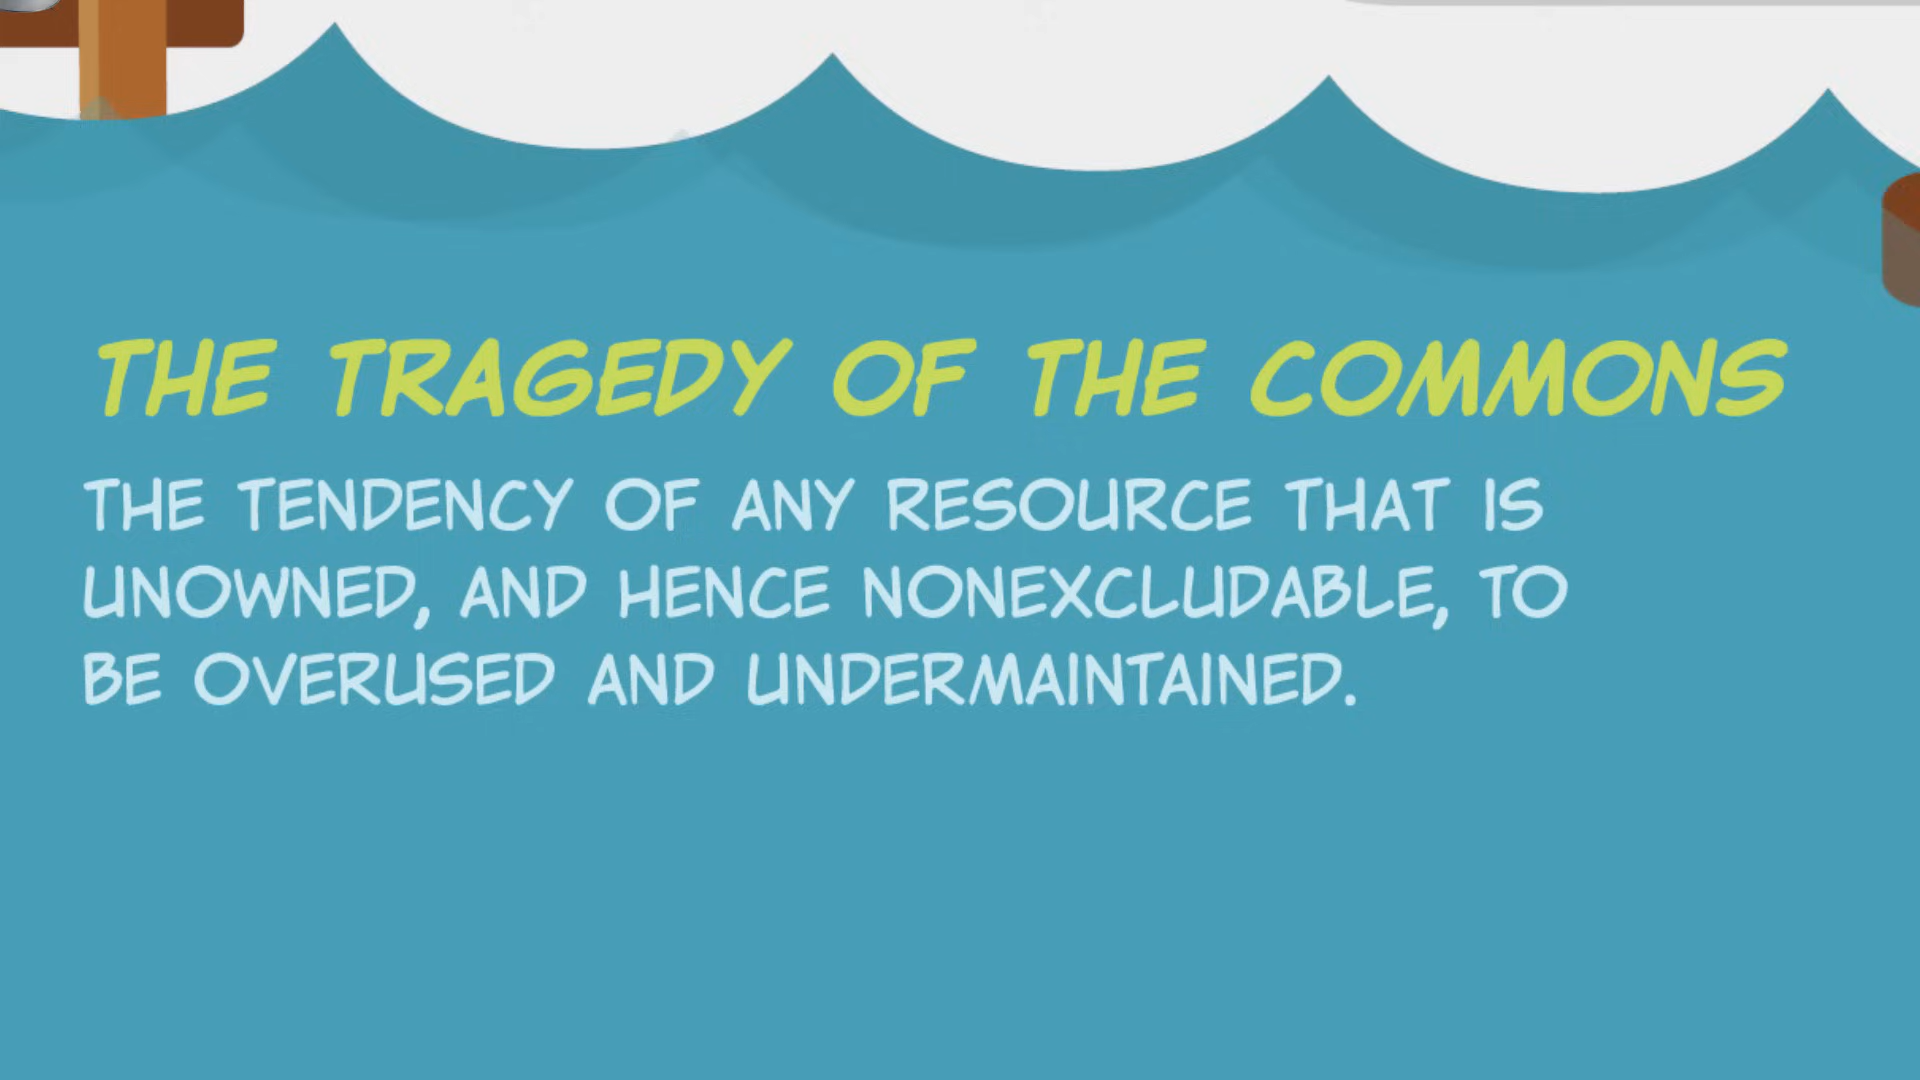 THE TRAGEDY OF THE COMMONS
THE TENDENCY OF ANY RESOURCE THAT IS
UNOWNED, AND HENCE NONEXCLUDABLE, TO
BE OVERUSED AND UNDERMAINTAINED.